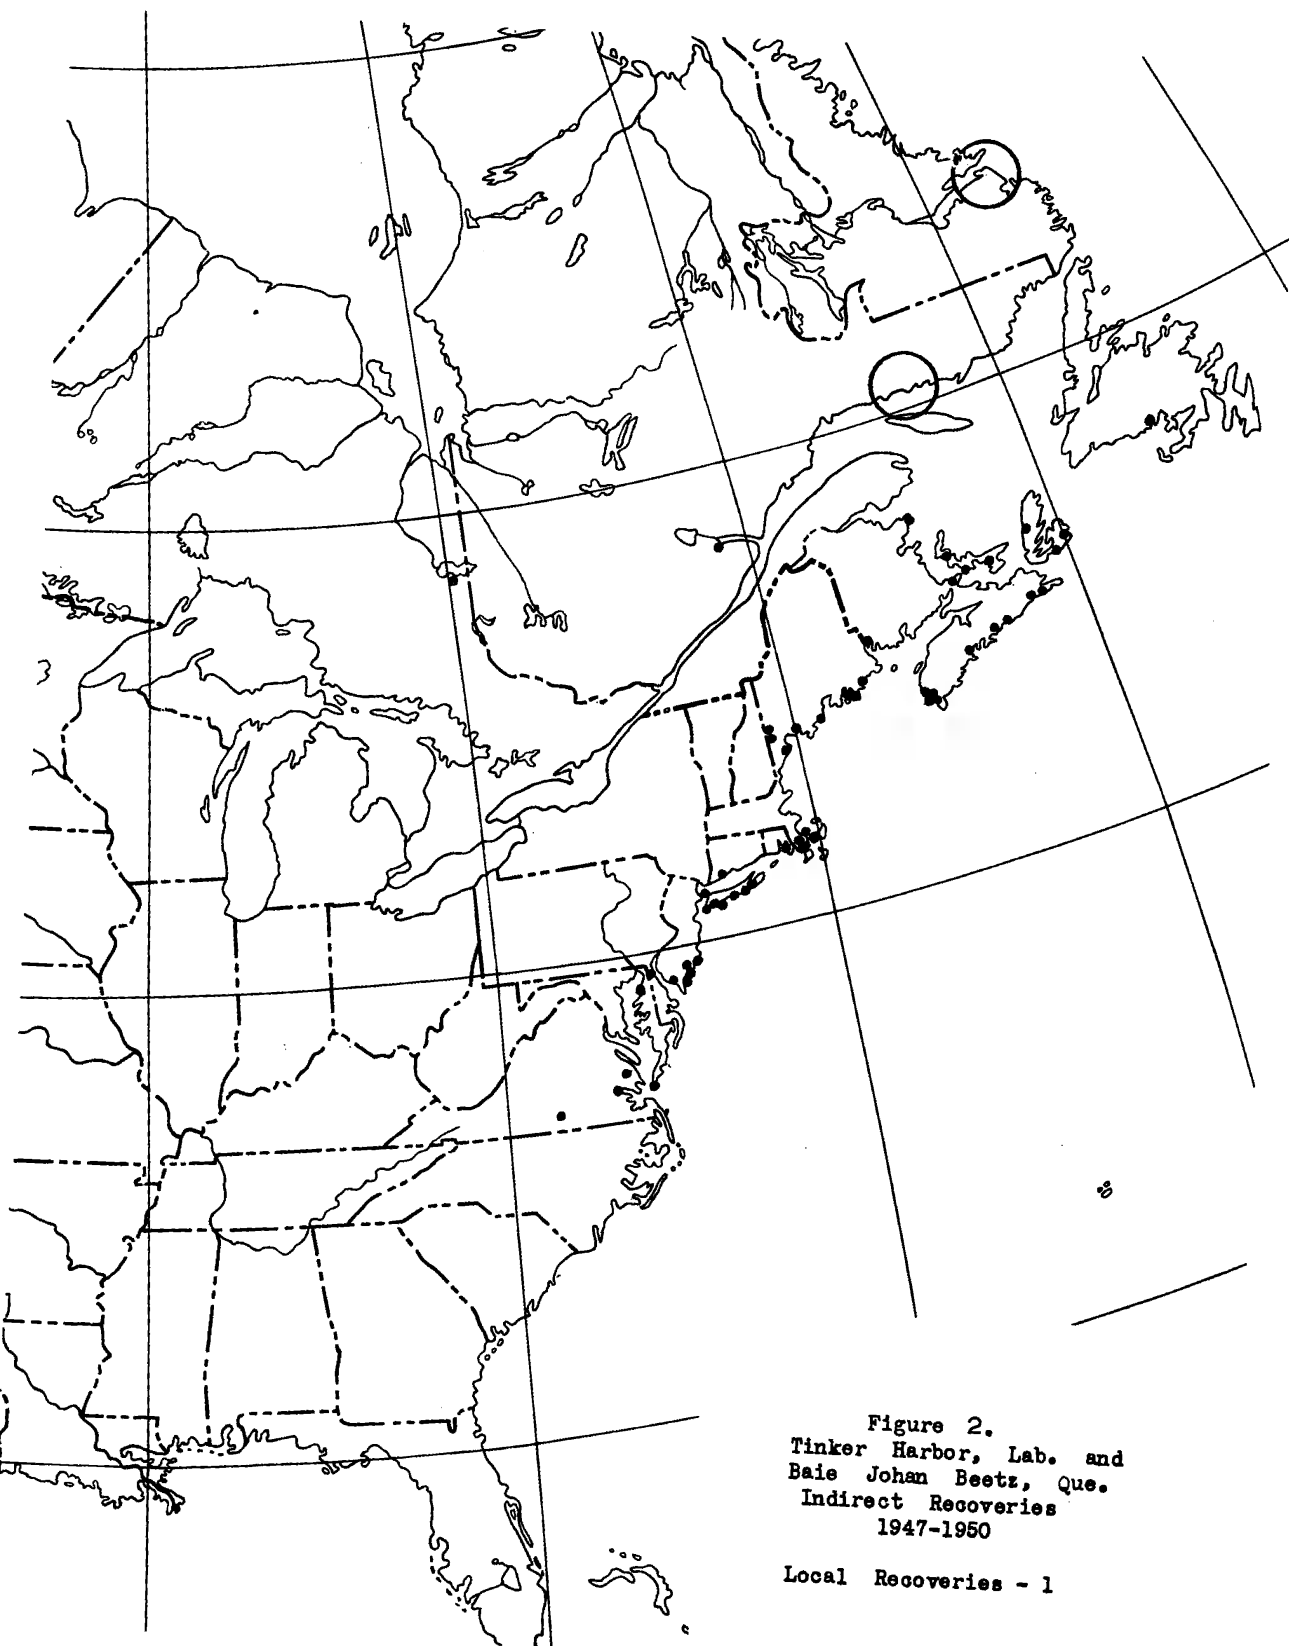 Figure 2.
Tinker Harbor, Lab. and
Baie Johan Beetz, Que.
Indirect Recoveries
1947-1950
Local Recoveries - 1